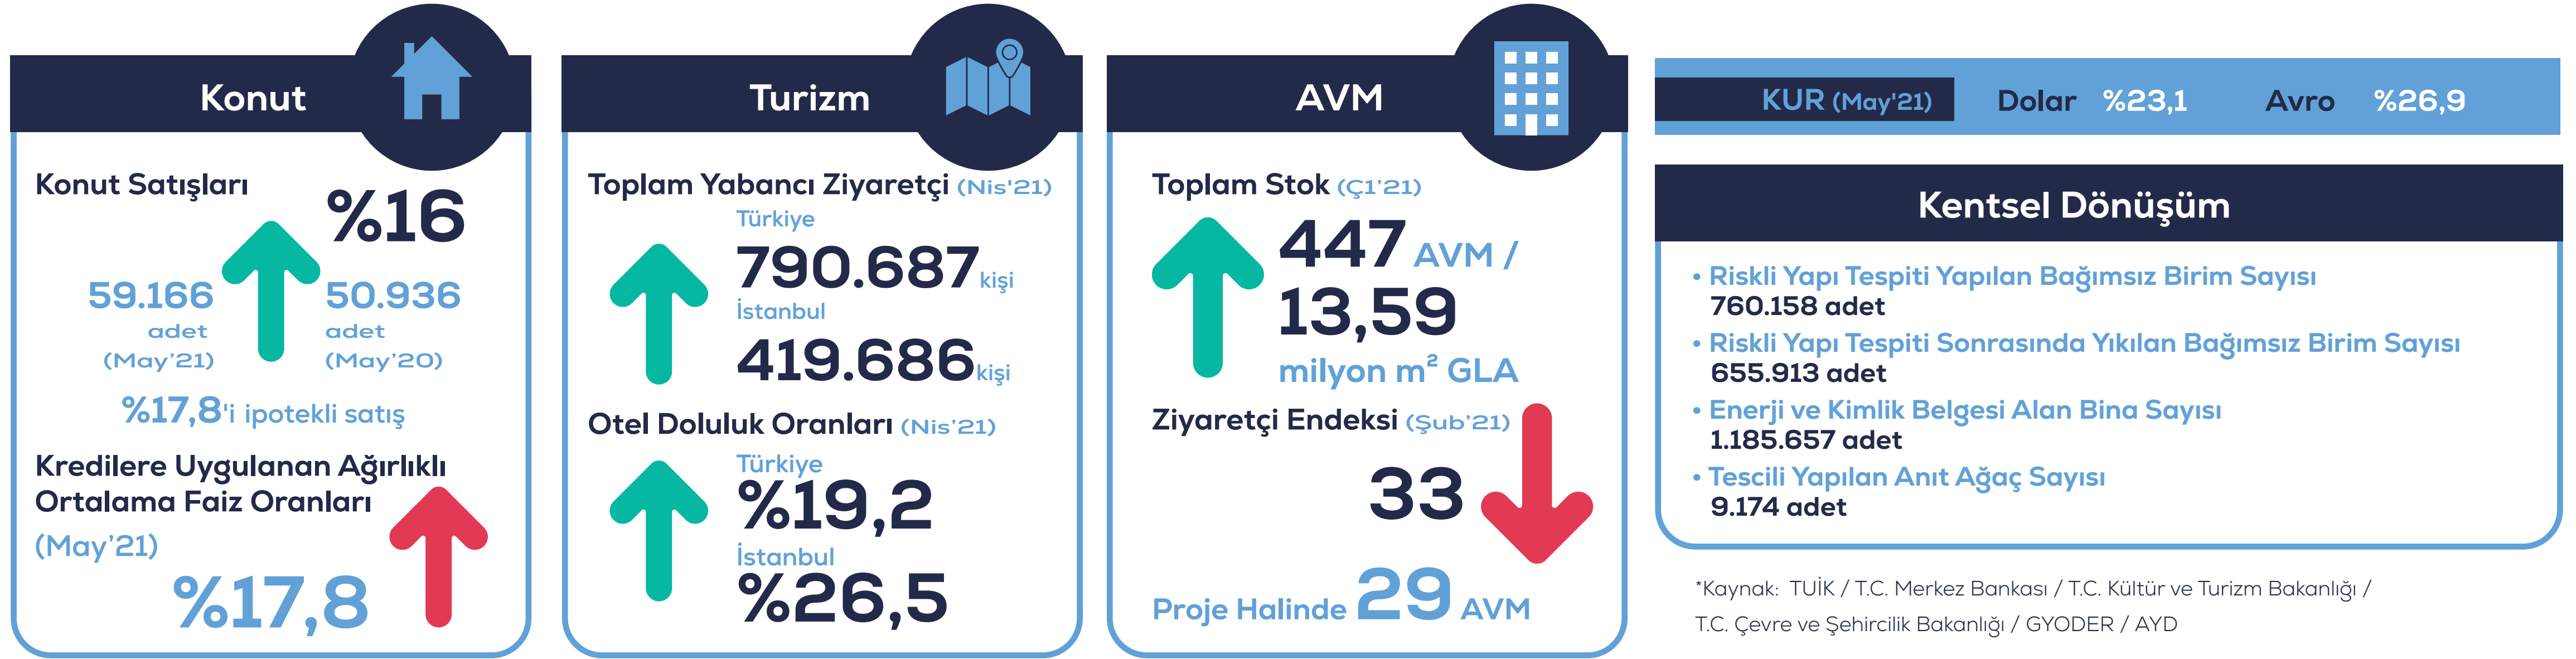 Konut
Konut Satışları
%16
59.166
adet
(May'21)
50.936
adet
(May'20)
%17,8'i ipotekli satış
Kredilere Uygulanan Ağırlıklı
Ortalama Faiz Oranları
(May'21)
%17,8
Turizm
Toplam Yabancı Ziyaretçi (Nis'21)
Türkiye
790.687 kişi
İstanbul
419.686 kişi
Otel Doluluk Oranları (Nis'21)
Türkiye
%19,2
İstanbul
%26,5
AVM
Toplam Stok (Ç1'21)
447 AVM /
13,59
milyon m² GLA
Ziyaretçi Endeksi (Şub'21)
33
Proje Halinde 29 AVM
KUR (May'21) Dolar %23,1 Avro %26,9
Kentsel Dönüşüm
• Riskli Yapı Tespiti Yapılan Bağımsız Birim Sayısı
760.158 adet
• Riskli Yapı Tespiti Sonrasında Yıkılan Bağımsız Birim Sayısı
655.913 adet
• Enerji ve Kimlik Belgesi Alan Bina Sayısı
1.185.657 adet
• Tescili Yapılan Anıt Ağaç Sayısı
9.174 adet
*Kaynak: TUİK / T.C. Merkez Bankası / T.C. Kültür ve Turizm Bakanlığı /
T.C. Çevre ve Şehircilik Bakanlığı / GYODER / AYD